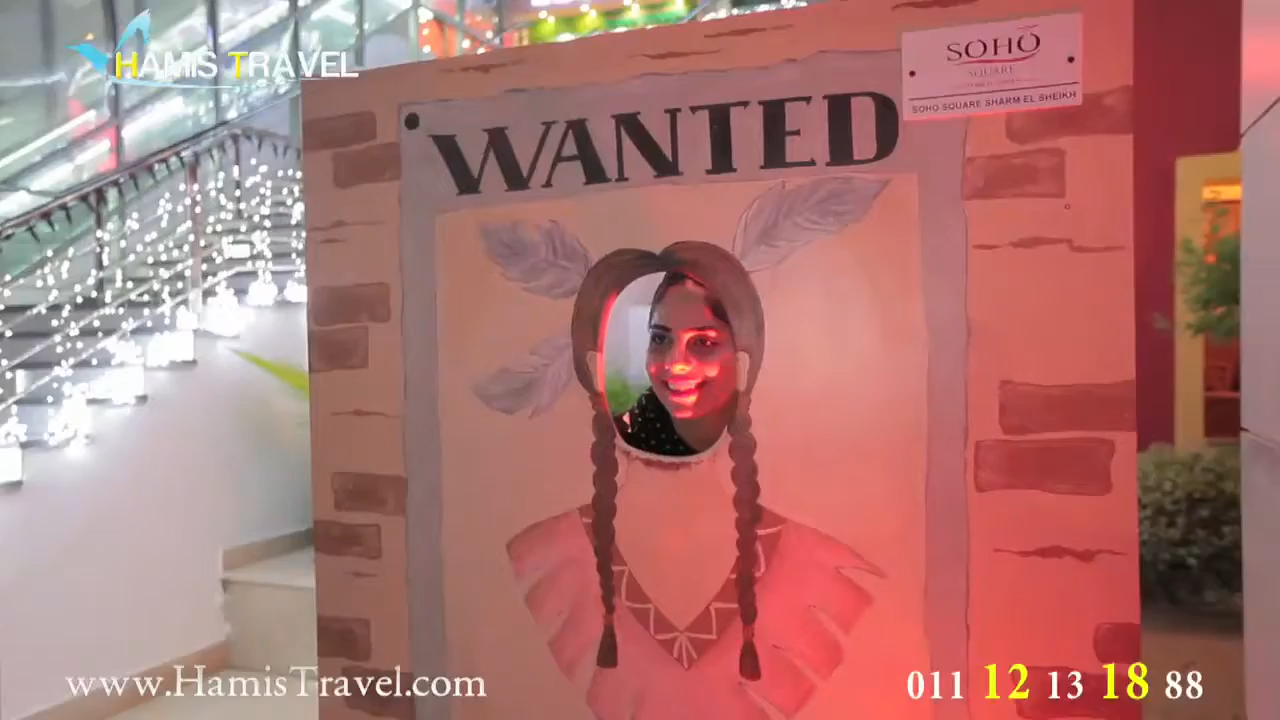 HAMIS TRAVEL
SOHO
SQUARE
SOHO SQUARE SHARM EL SHEIKH
WANTED
www.HamisTravel.com
011 12 13 18 88